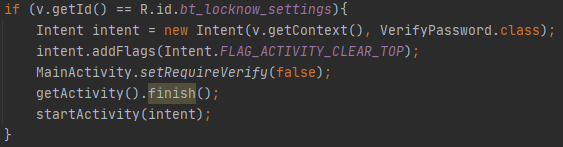 if (v.getId() == R.id.bt_locknow_settings){
Intent intent = new Intent(v.getContext(), VerifyPassword.class);
intent.addFlags(Intent.FLAG_ACTIVITY_CLEAR_TOP);
MainActivity.setRequireVerify(false);
getActivity().finish();
startActivity(intent);
}